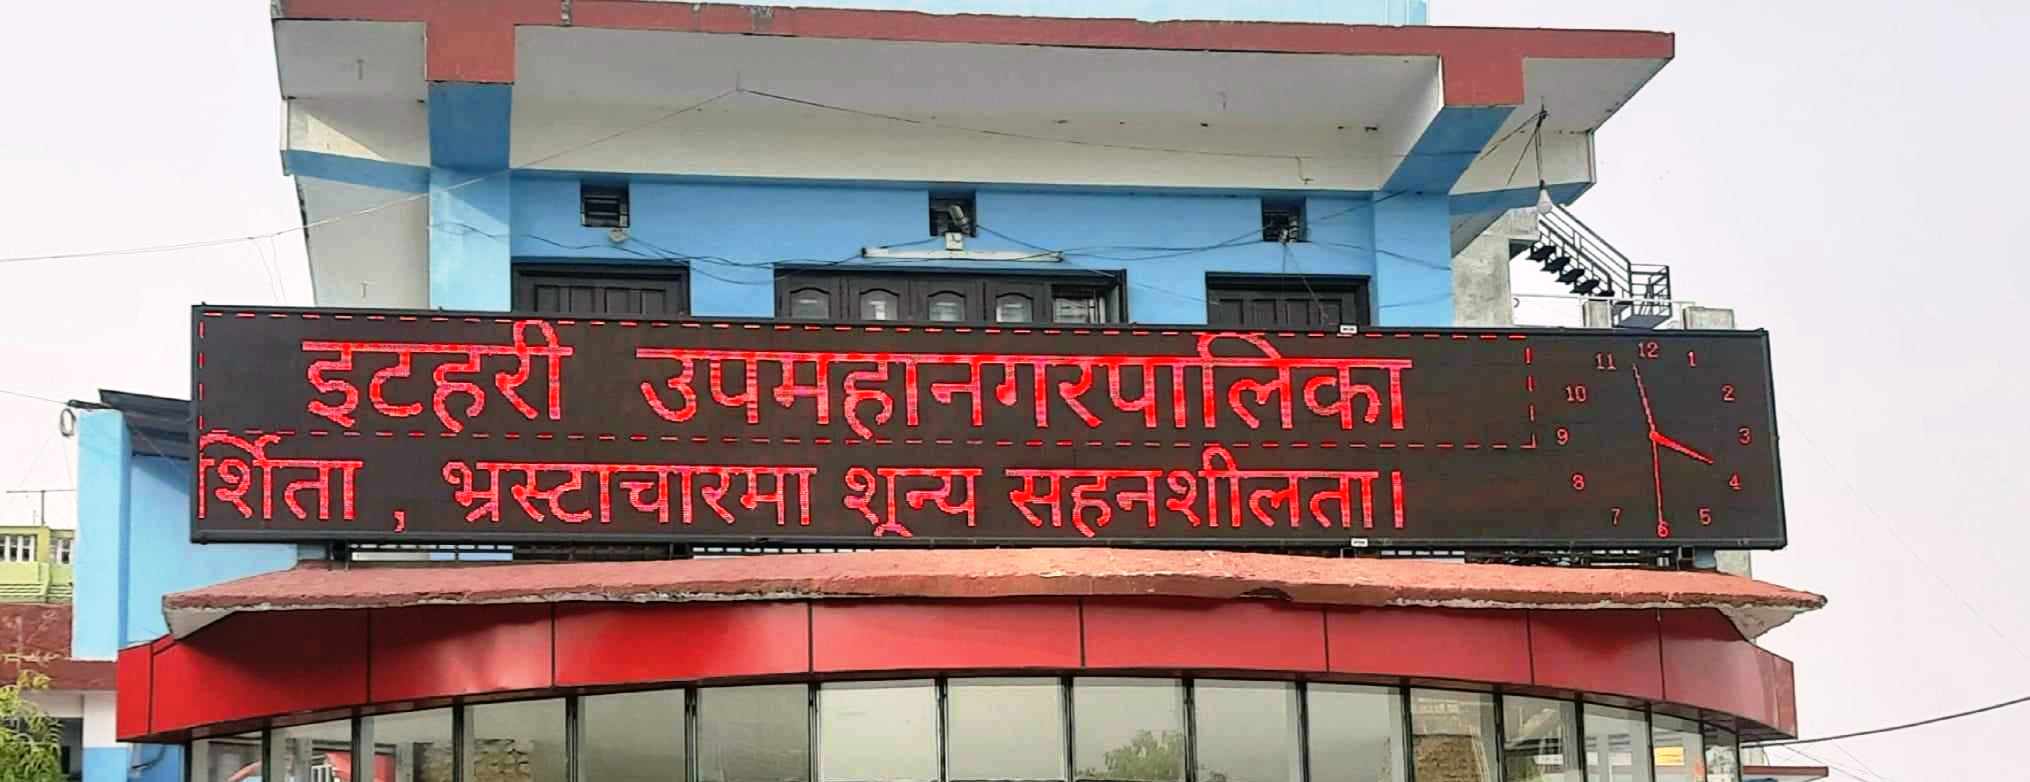 इटहरी उपमहानगरपालिका
र्शिता , भ्रस्टाचारमा शून्य सहनशीलता।
11 12 1
10 2
9 3
8 4
7 6 5